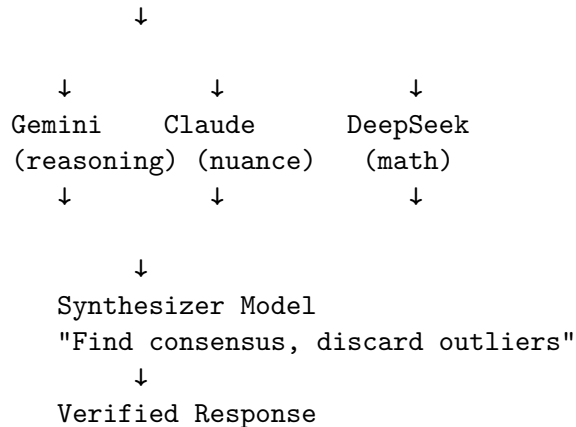 ↓
↓ ↓ ↓
Gemini Claude DeepSeek
(reasoning) (nuance) (math)
↓ ↓ ↓
↓
Synthesizer Model
"Find consensus, discard outliers"
↓
Verified Response